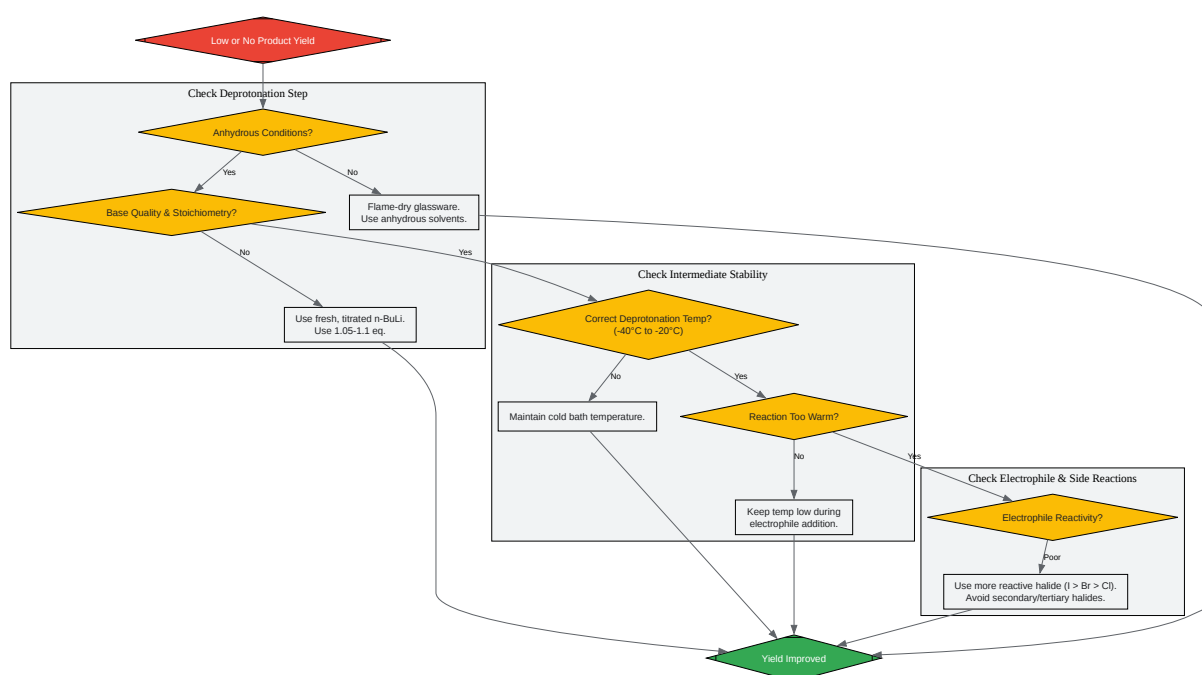 Low or No Product Yield
Check Deprotonation Step
Anhydrous Conditions?
Yes
No
Base Quality & Stoichiometry?
Flame-dry glassware.
Use anhydrous solvents.
No
Yes
Use fresh, titrated n-BuLi.
Use 1.05-1.1 eq.
Check Intermediate Stability
Correct Deprotonation Temp?
(-40°C to -20°C)
No
Yes
Maintain cold bath temperature.
Reaction Too Warm?
No
Yes
Keep temp low during
electrophile addition.
Check Electrophile & Side Reactions
Electrophile Reactivity?
Poor
Use more reactive halide (I > Br > Cl).
Avoid secondary/tertiary halides.
Yield Improved